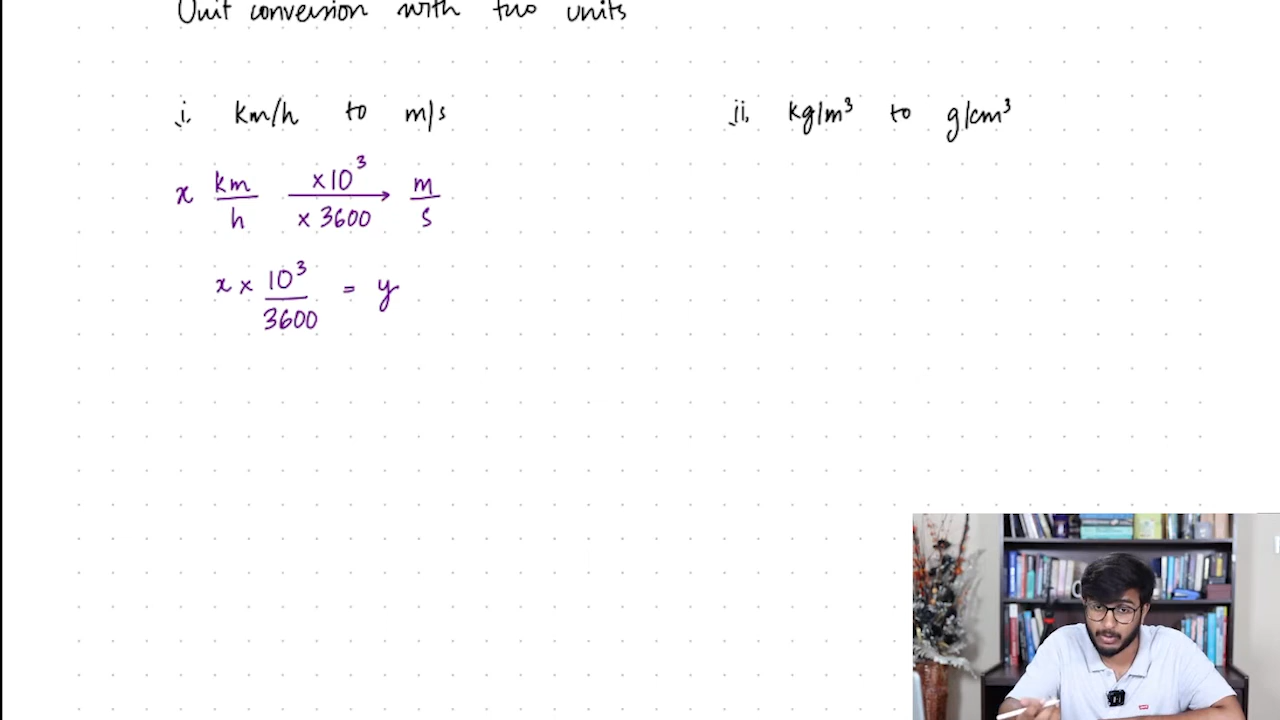 Unit conversion with two units
i. km/h to m/s
x km/h ×10³/×3600 → m/s
x × 10³/3600 = y
ii. kg/m³ to g/cm³